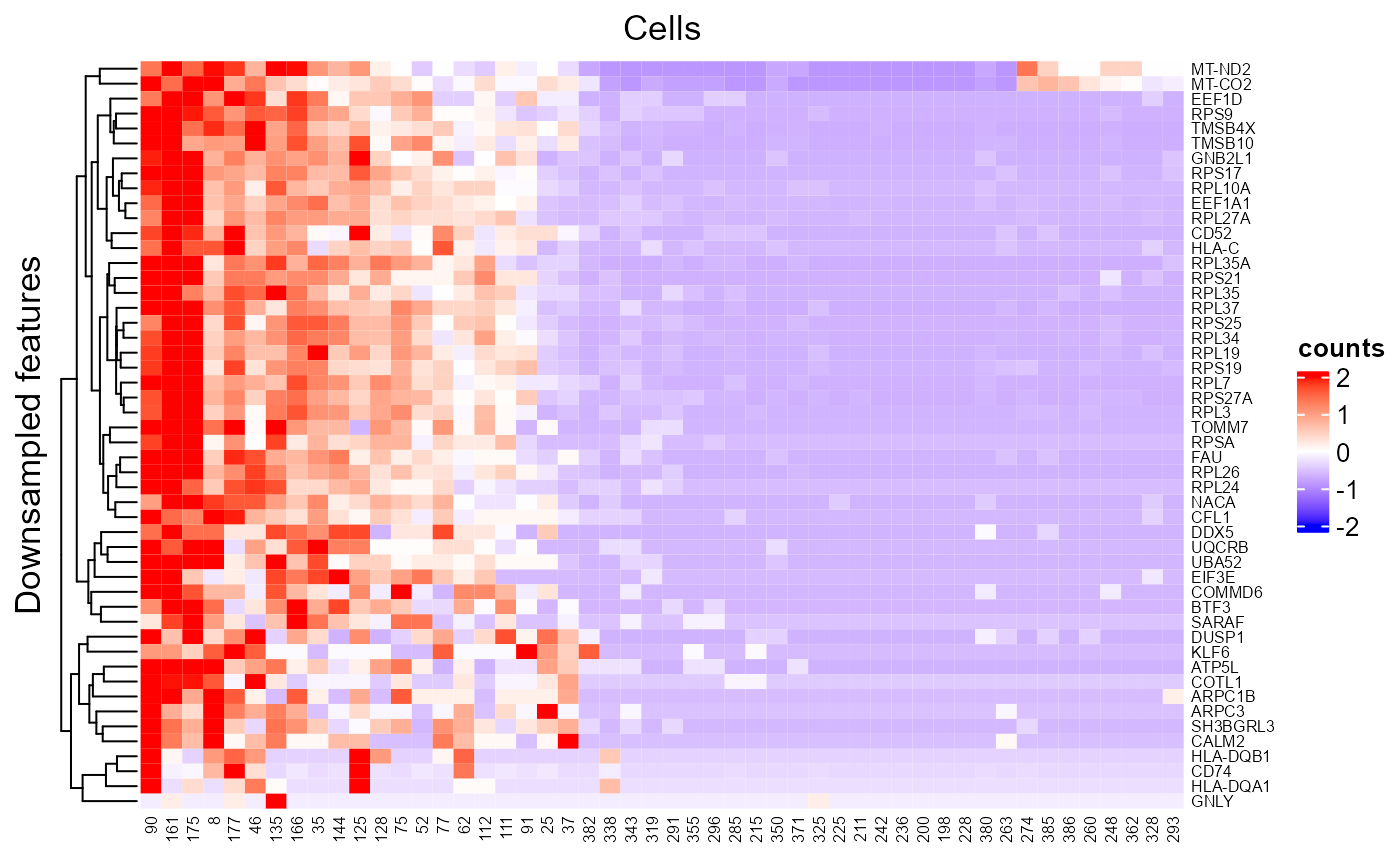 Cells
Downsampled features
MT-ND2
MT-CO2
EEF1D
RPS9
TMSB4X
TMSB10
GNB2L1
RPS17
RPL10A
EEF1A1
RPL27A
CD52
HLA-C
RPL35A
RPS21
RPL35
RPL37
RPS25
RPL34
RPL19
RPS19
RPL7
RPS27A
RPL3
TOMM7
RPSA
FAU
RPL26
RPL24
NACA
CFL1
DDX5
UQCRB
UBA52
EIF3E
COMMD6
BTF3
SARAF
DUSP1
KLF6
ATP5L
COTL1
ARPC1B
ARPC3
SH3BGRL3
CALM2
HLA-DQB1
CD74
HLA-DQA1
GNLY
90 161 175 8 177 46 135 166 35 144 125 128 75 52 77 62 112 111 91 25 37 382 338 343 319 291 355 296 285 215 350 371 325 225 211 242 236 200 198 228 380 263 274 385 386 260 248 362 328 293
counts
2
1
0
-1
-2